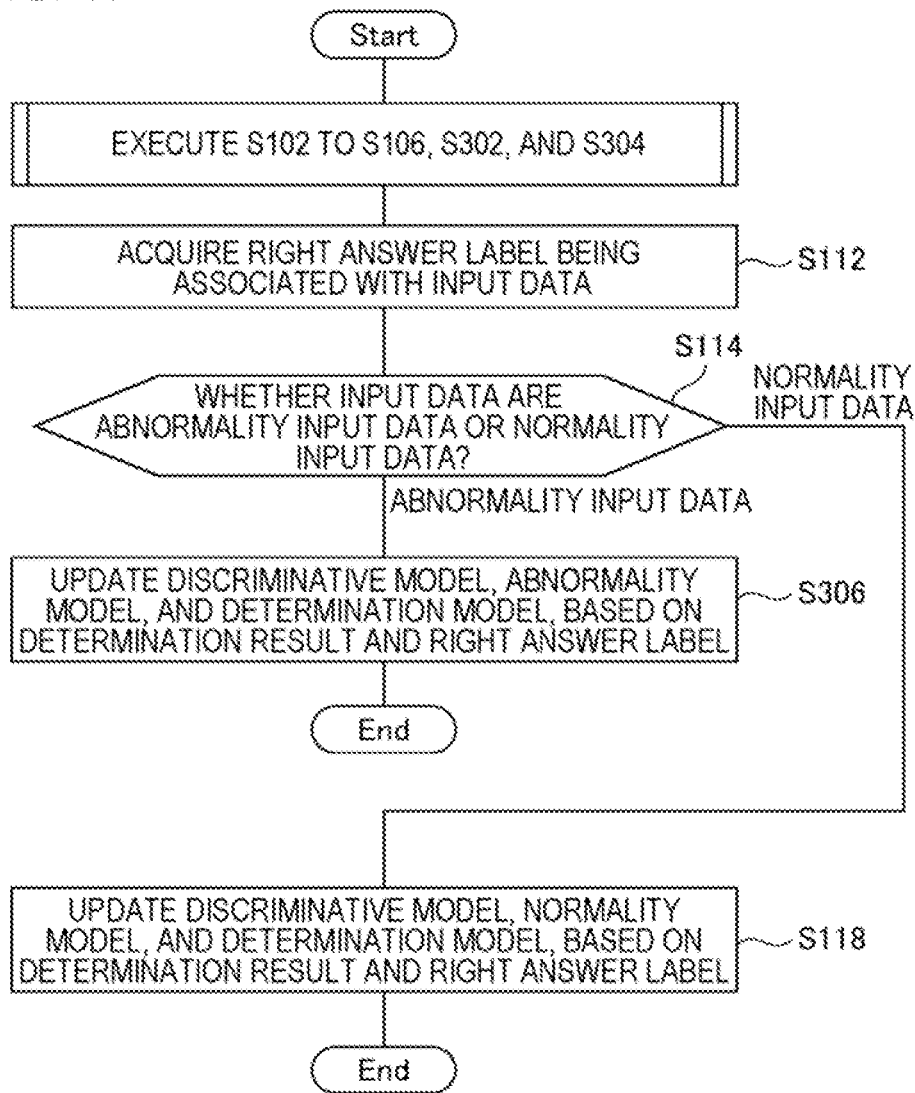 Start
EXECUTE S102 TO S106, S302, AND S304
ACQUIRE RIGHT ANSWER LABEL BEING
ASSOCIATED WITH INPUT DATA
S112
S114
WHETHER INPUT DATA ARE
ABNORMALITY INPUT DATA OR NORMALITY
INPUT DATA?
NORMALITY
INPUT DATA
ABNORMALITY INPUT DATA
UPDATE DISCRIMINATIVE MODEL, ABNORMALITY
MODEL, AND DETERMINATION MODEL, BASED ON
DETERMINATION RESULT AND RIGHT ANSWER LABEL
S306
End
UPDATE DISCRIMINATIVE MODEL, NORMALITY
MODEL, AND DETERMINATION MODEL, BASED ON
DETERMINATION RESULT AND RIGHT ANSWER LABEL
S118
End